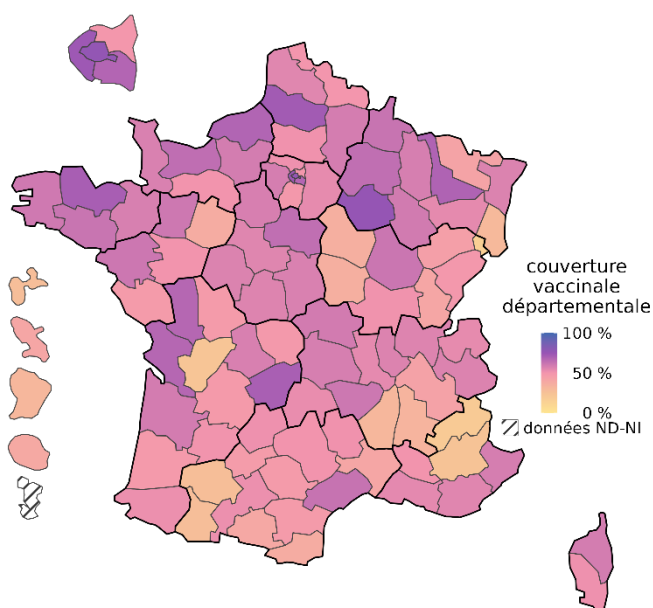 couverture
vaccinale
départementale
100 %
50 %
0 %
données ND-NI